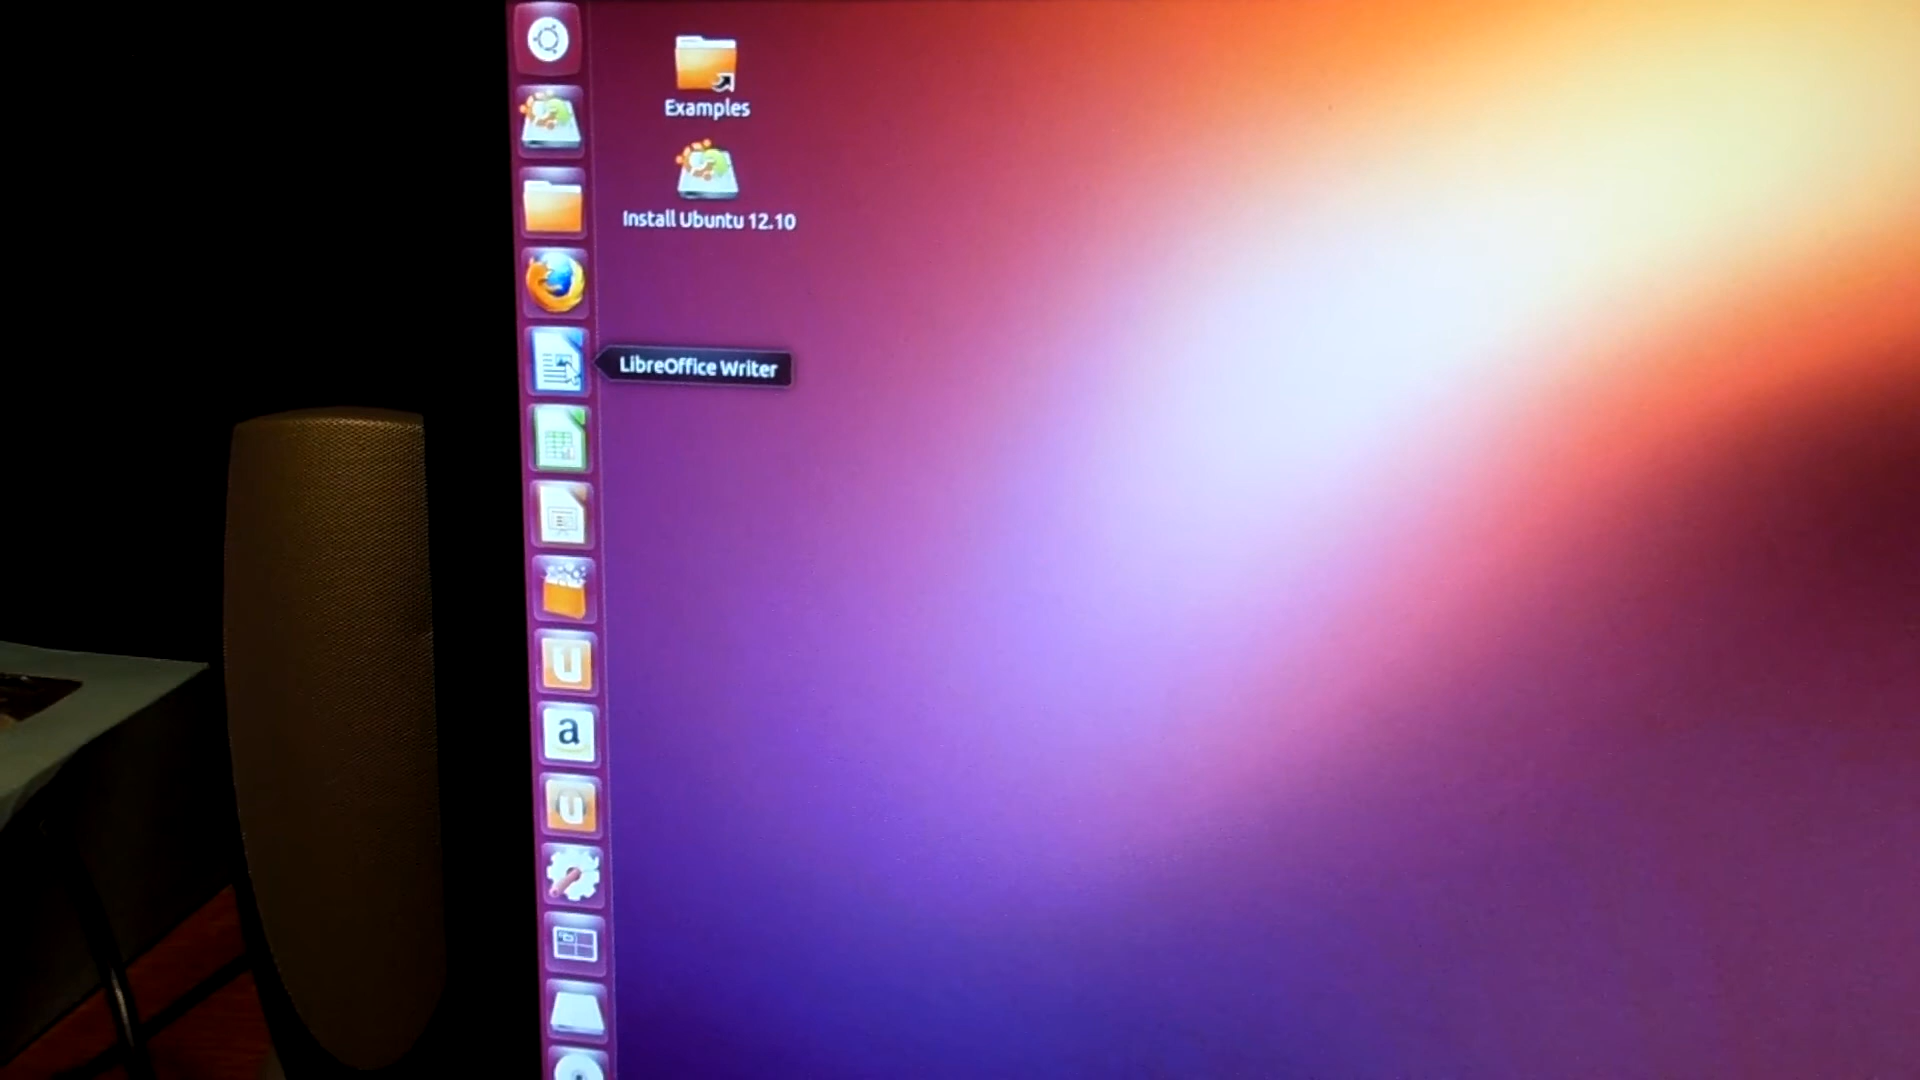 Examples
Install Ubuntu 12.10
LibreOffice Writer
u
a
u